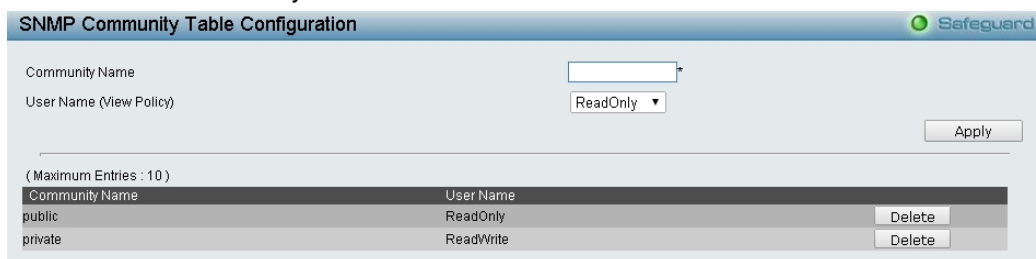 SNMP Community Table Configuration Safeguard
Community Name *
User Name (View Policy) ReadOnly ▼
Apply
( Maximum Entries : 10 )
Community Name User Name
public ReadOnly Delete
private ReadWrite Delete